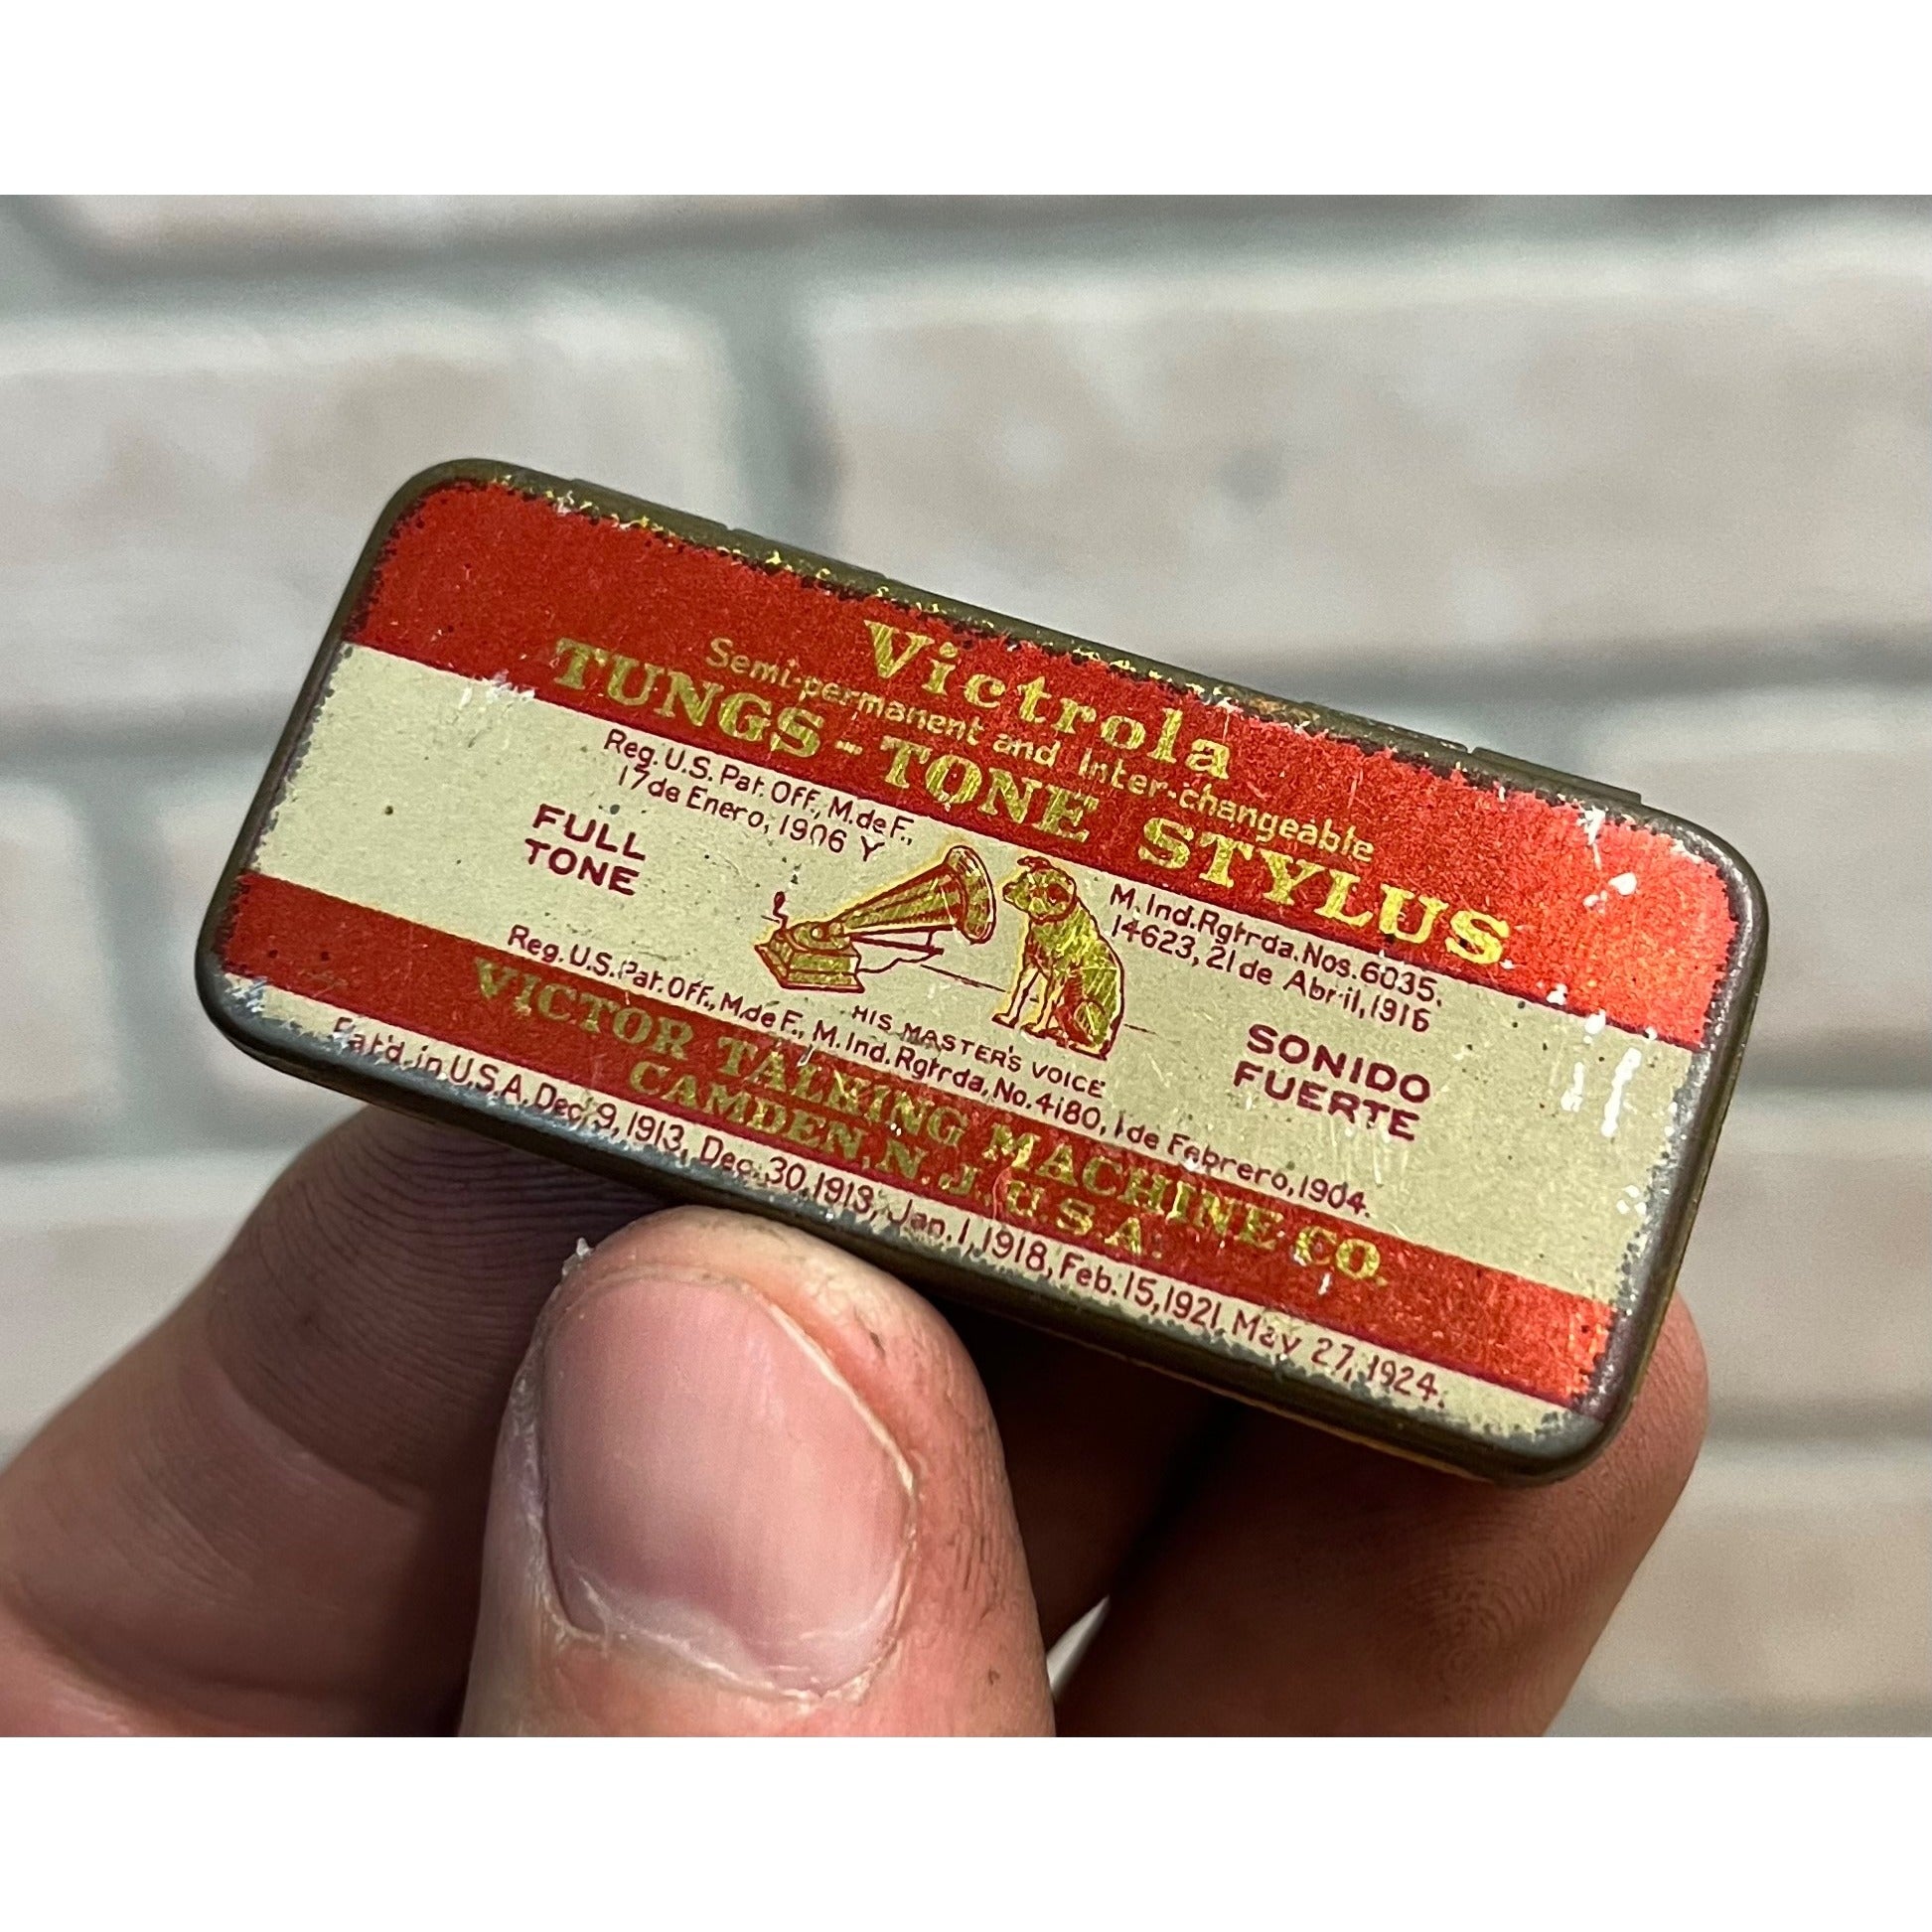 Victrola
Semi-permanent and Inter-changeable
TUNGS-TONE STYLUS
Reg. U.S. Pat. Off., M. de F.,
17 de Enero, 1906 Y
M. Ind. Rgtrda. Nos. 6035.
14623, 21 de Abril, 1916
FULL
TONE
HIS MASTER'S VOICE
SONIDO
FUERTE
Reg. U.S. Pat. Off., M. de F., M. Ind. Rgtrda, No. 4180, 1 de Febrero, 1904.
VICTOR TALKING MACHINE CO.
CAMDEN, N.J., U.S.A.
Pat'd. in U.S.A. Dec. 9, 1913, Dec. 30, 1913, Jan. 1, 1918, Feb. 15, 1921, May 27, 1924.